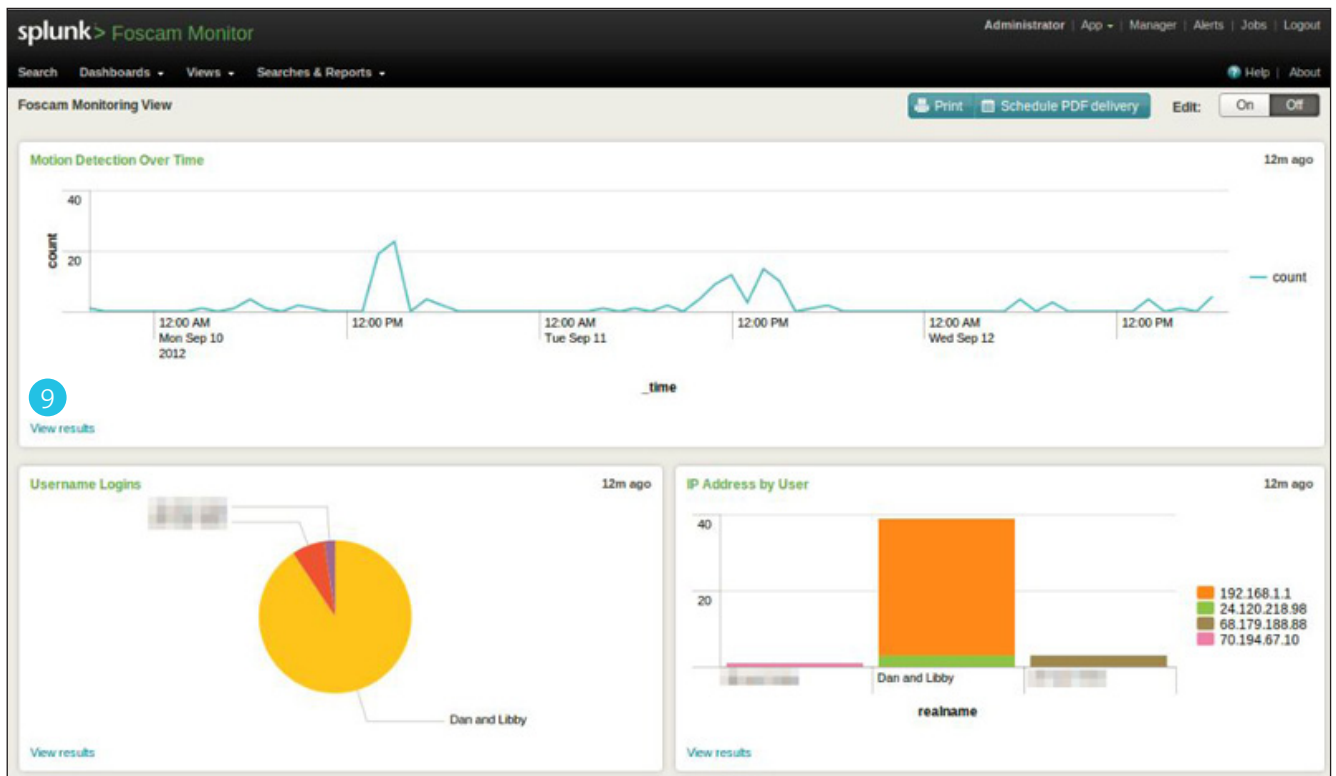 splunk> Foscam Monitor
Administrator | App | Manager | Alerts | Jobs | Logout
Search Dashboards Views Searches & Reports
Help | About
Foscam Monitoring View
Print Schedule PDF delivery Edit: On Off
Motion Detection Over Time
12m ago
40
20
count
count
12:00 AM
Mon Sep 10
2012
12:00 PM
12:00 AM
Tue Sep 11
12:00 PM
12:00 AM
Wed Sep 12
12:00 PM
_time
9
View results
Username Logins
12m ago
Dan and Libby
View results
IP Address by User
12m ago
40
20
192.168.1.1
24.120.218.98
68.179.188.88
70.194.67.10
Dan and Libby
realname
View results